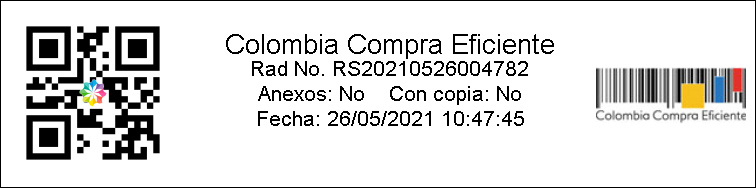 Colombia Compra Eficiente
Rad No. RS20210526004782
Anexos: No    Con copia: No
Fecha: 26/05/2021 10:47:45
Colombia Compra Eficiente